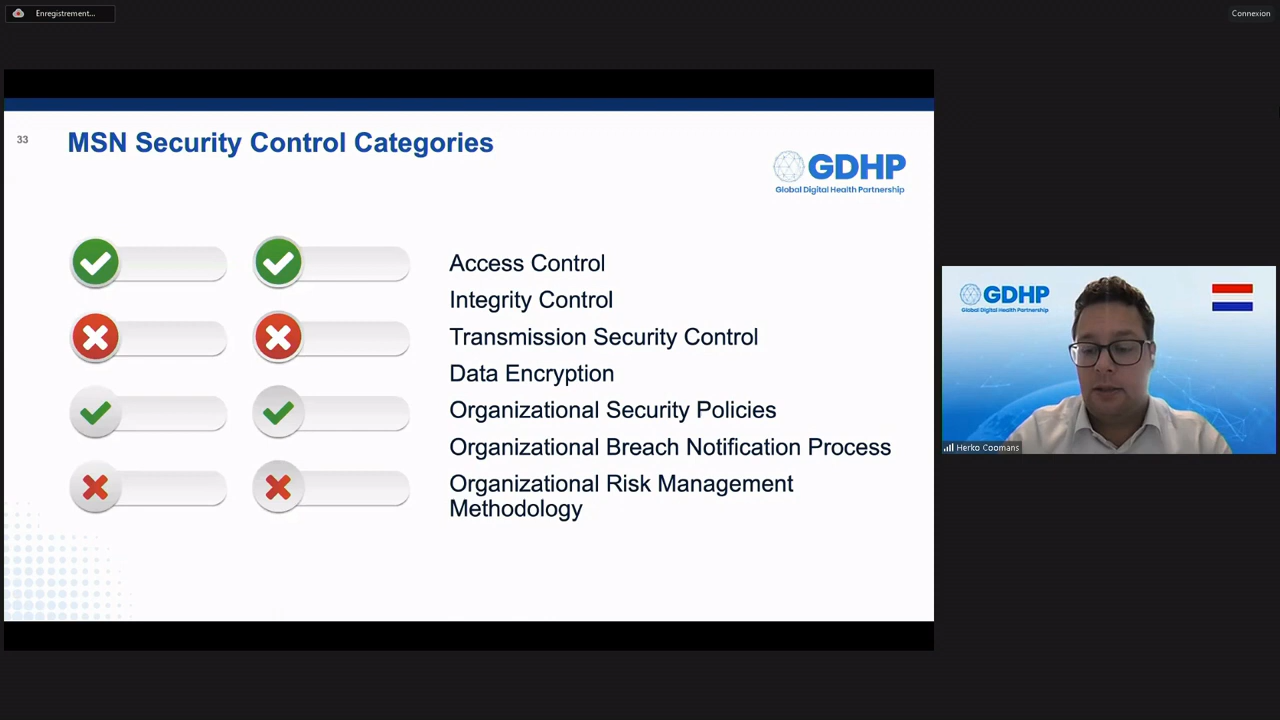 Enregistrement...
Connexion
33
MSN Security Control Categories
GDHP
Global Digital Health Partnership
Access Control
Integrity Control
Transmission Security Control
Data Encryption
Organizational Security Policies
Organizational Breach Notification Process
Organizational Risk Management
Methodology
GDHP
Global Digital Health Partnership
Herko Coomans